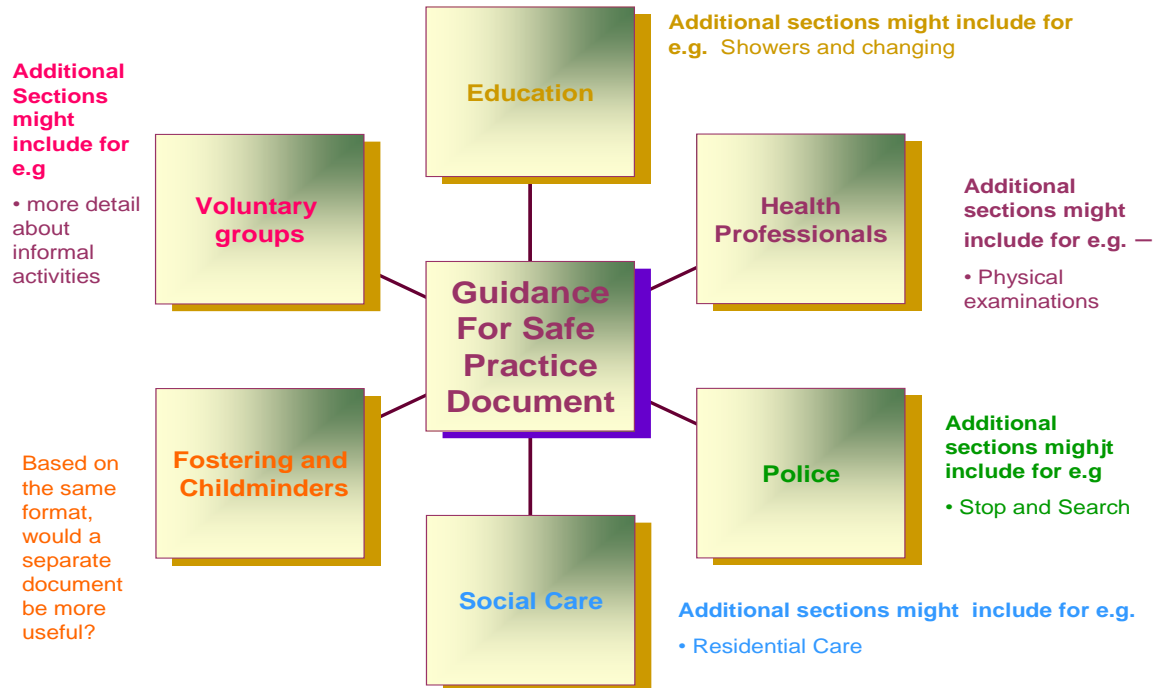 Additional sections might include for
e.g. Showers and changing
Education
Additional
Sections
might
include for
e.g
• more detail
about
informal
activities
Voluntary
groups
Health
Professionals
Additional
sections might
include for e.g. –
• Physical
examinations
Guidance
For Safe
Practice
Document
Based on
the same
format,
would a
separate
document
be more
useful?
Fostering and
Childminders
Police
Additional
sections mighjt
include for e.g
• Stop and Search
Social Care
Additional sections might include for e.g.
• Residential Care